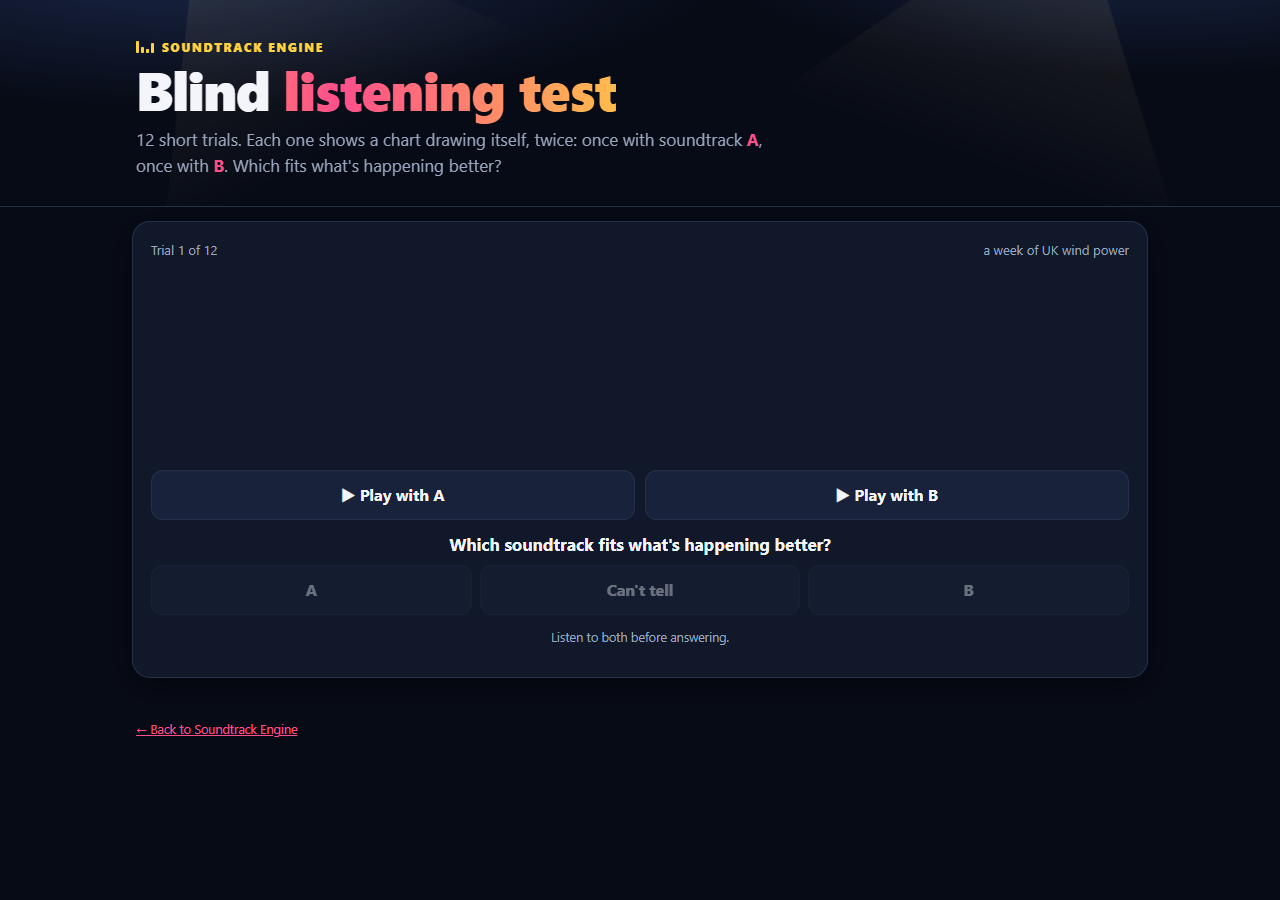 SOUNDTRACK ENGINE
Blind listening test
12 short trials. Each one shows a chart drawing itself, twice: once with soundtrack A,
once with B. Which fits what's happening better?
Trial 1 of 12
a week of UK wind power
▶ Play with A
▶ Play with B
Which soundtrack fits what's happening better?
A
Can't tell
B
Listen to both before answering.
← Back to Soundtrack Engine